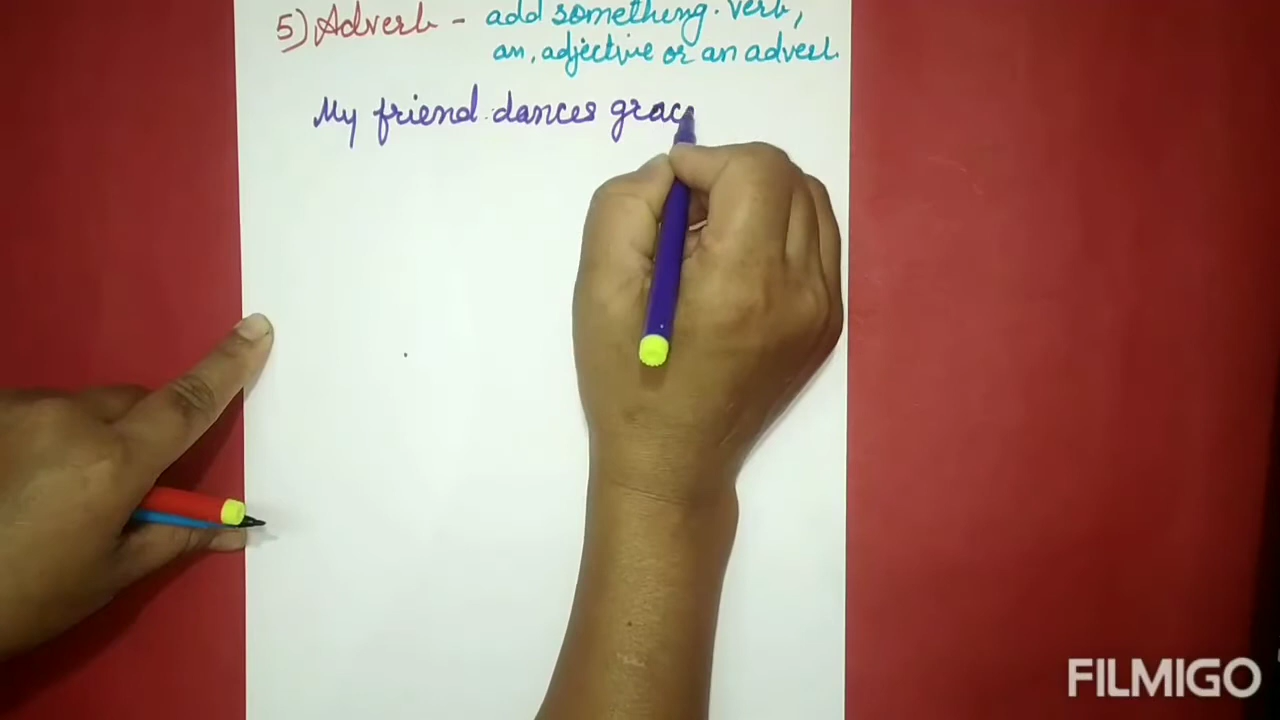 5) Adverb - add something. verb,
an, adjective or an adverb.
My friend dances grac
FILMIGO